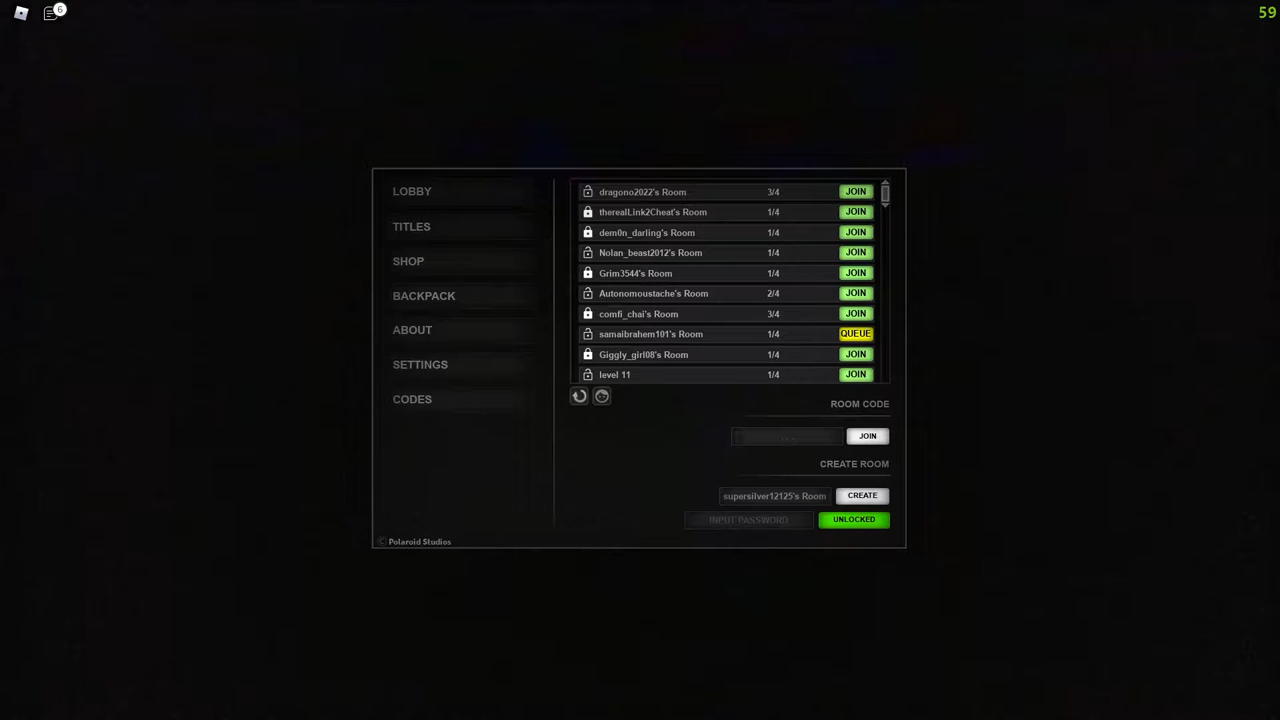 6
59
LOBBY
TITLES
SHOP
BACKPACK
ABOUT
SETTINGS
CODES
dragono2022's Room 3/4 JOIN
therealLink2Cheat's Room 1/4 JOIN
dem0n_darling's Room 1/4 JOIN
Nolan_beast2012's Room 1/4 JOIN
Grim3544's Room 1/4 JOIN
Autonomoustache's Room 2/4 JOIN
comfi_chai's Room 3/4 JOIN
samaibrahem101's Room 1/4 QUEUE
Giggly_girl08's Room 1/4 JOIN
level 11 1/4 JOIN
ROOM CODE
... JOIN
CREATE ROOM
supersilver12125's Room CREATE
INPUT PASSWORD UNLOCKED
© Polaroid Studios